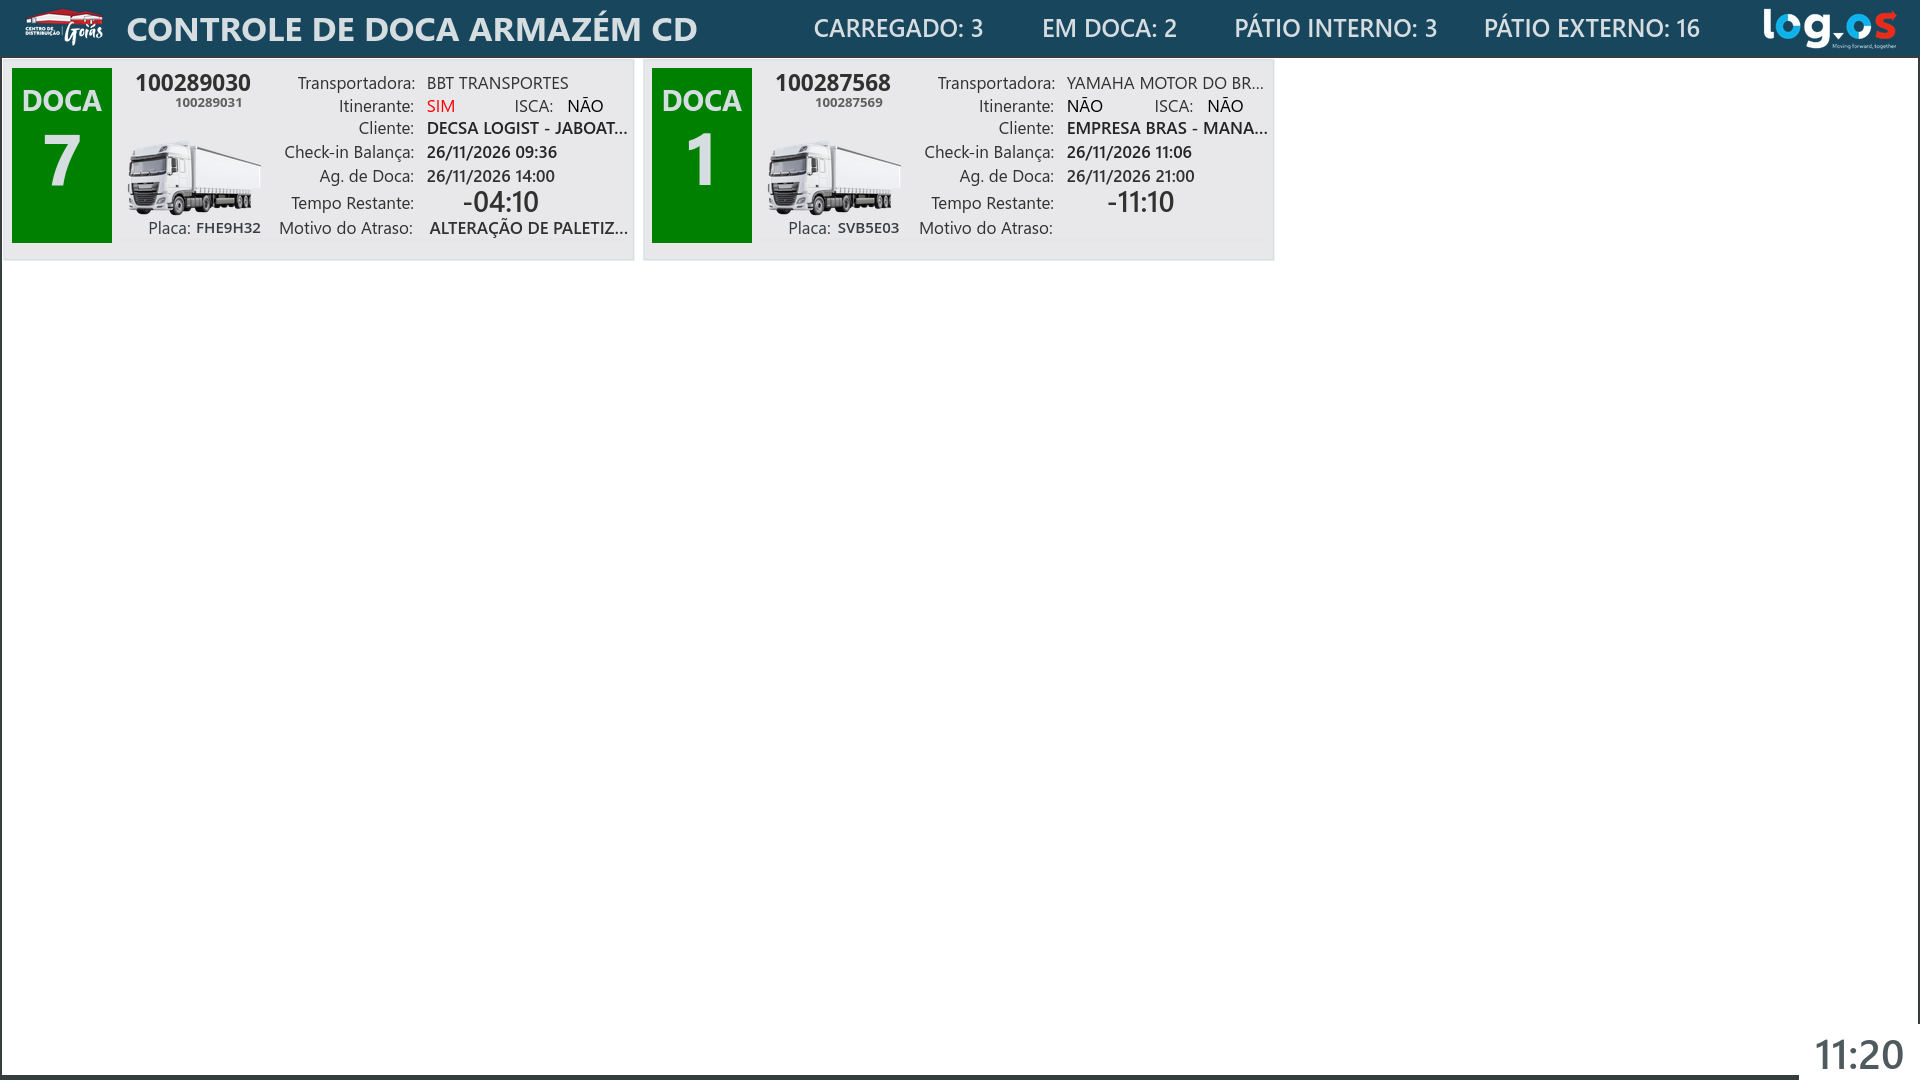 CENTRO DE DISTRIBUIÇÃO Goiás
CONTROLE DE DOCA ARMAZÉM CD
CARREGADO: 3
EM DOCA: 2
PÁTIO INTERNO: 3
PÁTIO EXTERNO: 16
log.os
Moving forward, together
DOCA
7
100289030
100289031
Placa: FHE9H32
Transportadora: BBT TRANSPORTES
Itinerante: SIM ISCA: NÃO
Cliente: DECSA LOGIST - JABOAT...
Check-in Balança: 26/11/2026 09:36
Ag. de Doca: 26/11/2026 14:00
Tempo Restante: -04:10
Motivo do Atraso: ALTERAÇÃO DE PALETIZ...
DOCA
1
100287568
100287569
Placa: SVB5E03
Transportadora: YAMAHA MOTOR DO BR...
Itinerante: NÃO ISCA: NÃO
Cliente: EMPRESA BRAS - MANA...
Check-in Balança: 26/11/2026 11:06
Ag. de Doca: 26/11/2026 21:00
Tempo Restante: -11:10
Motivo do Atraso:
11:20